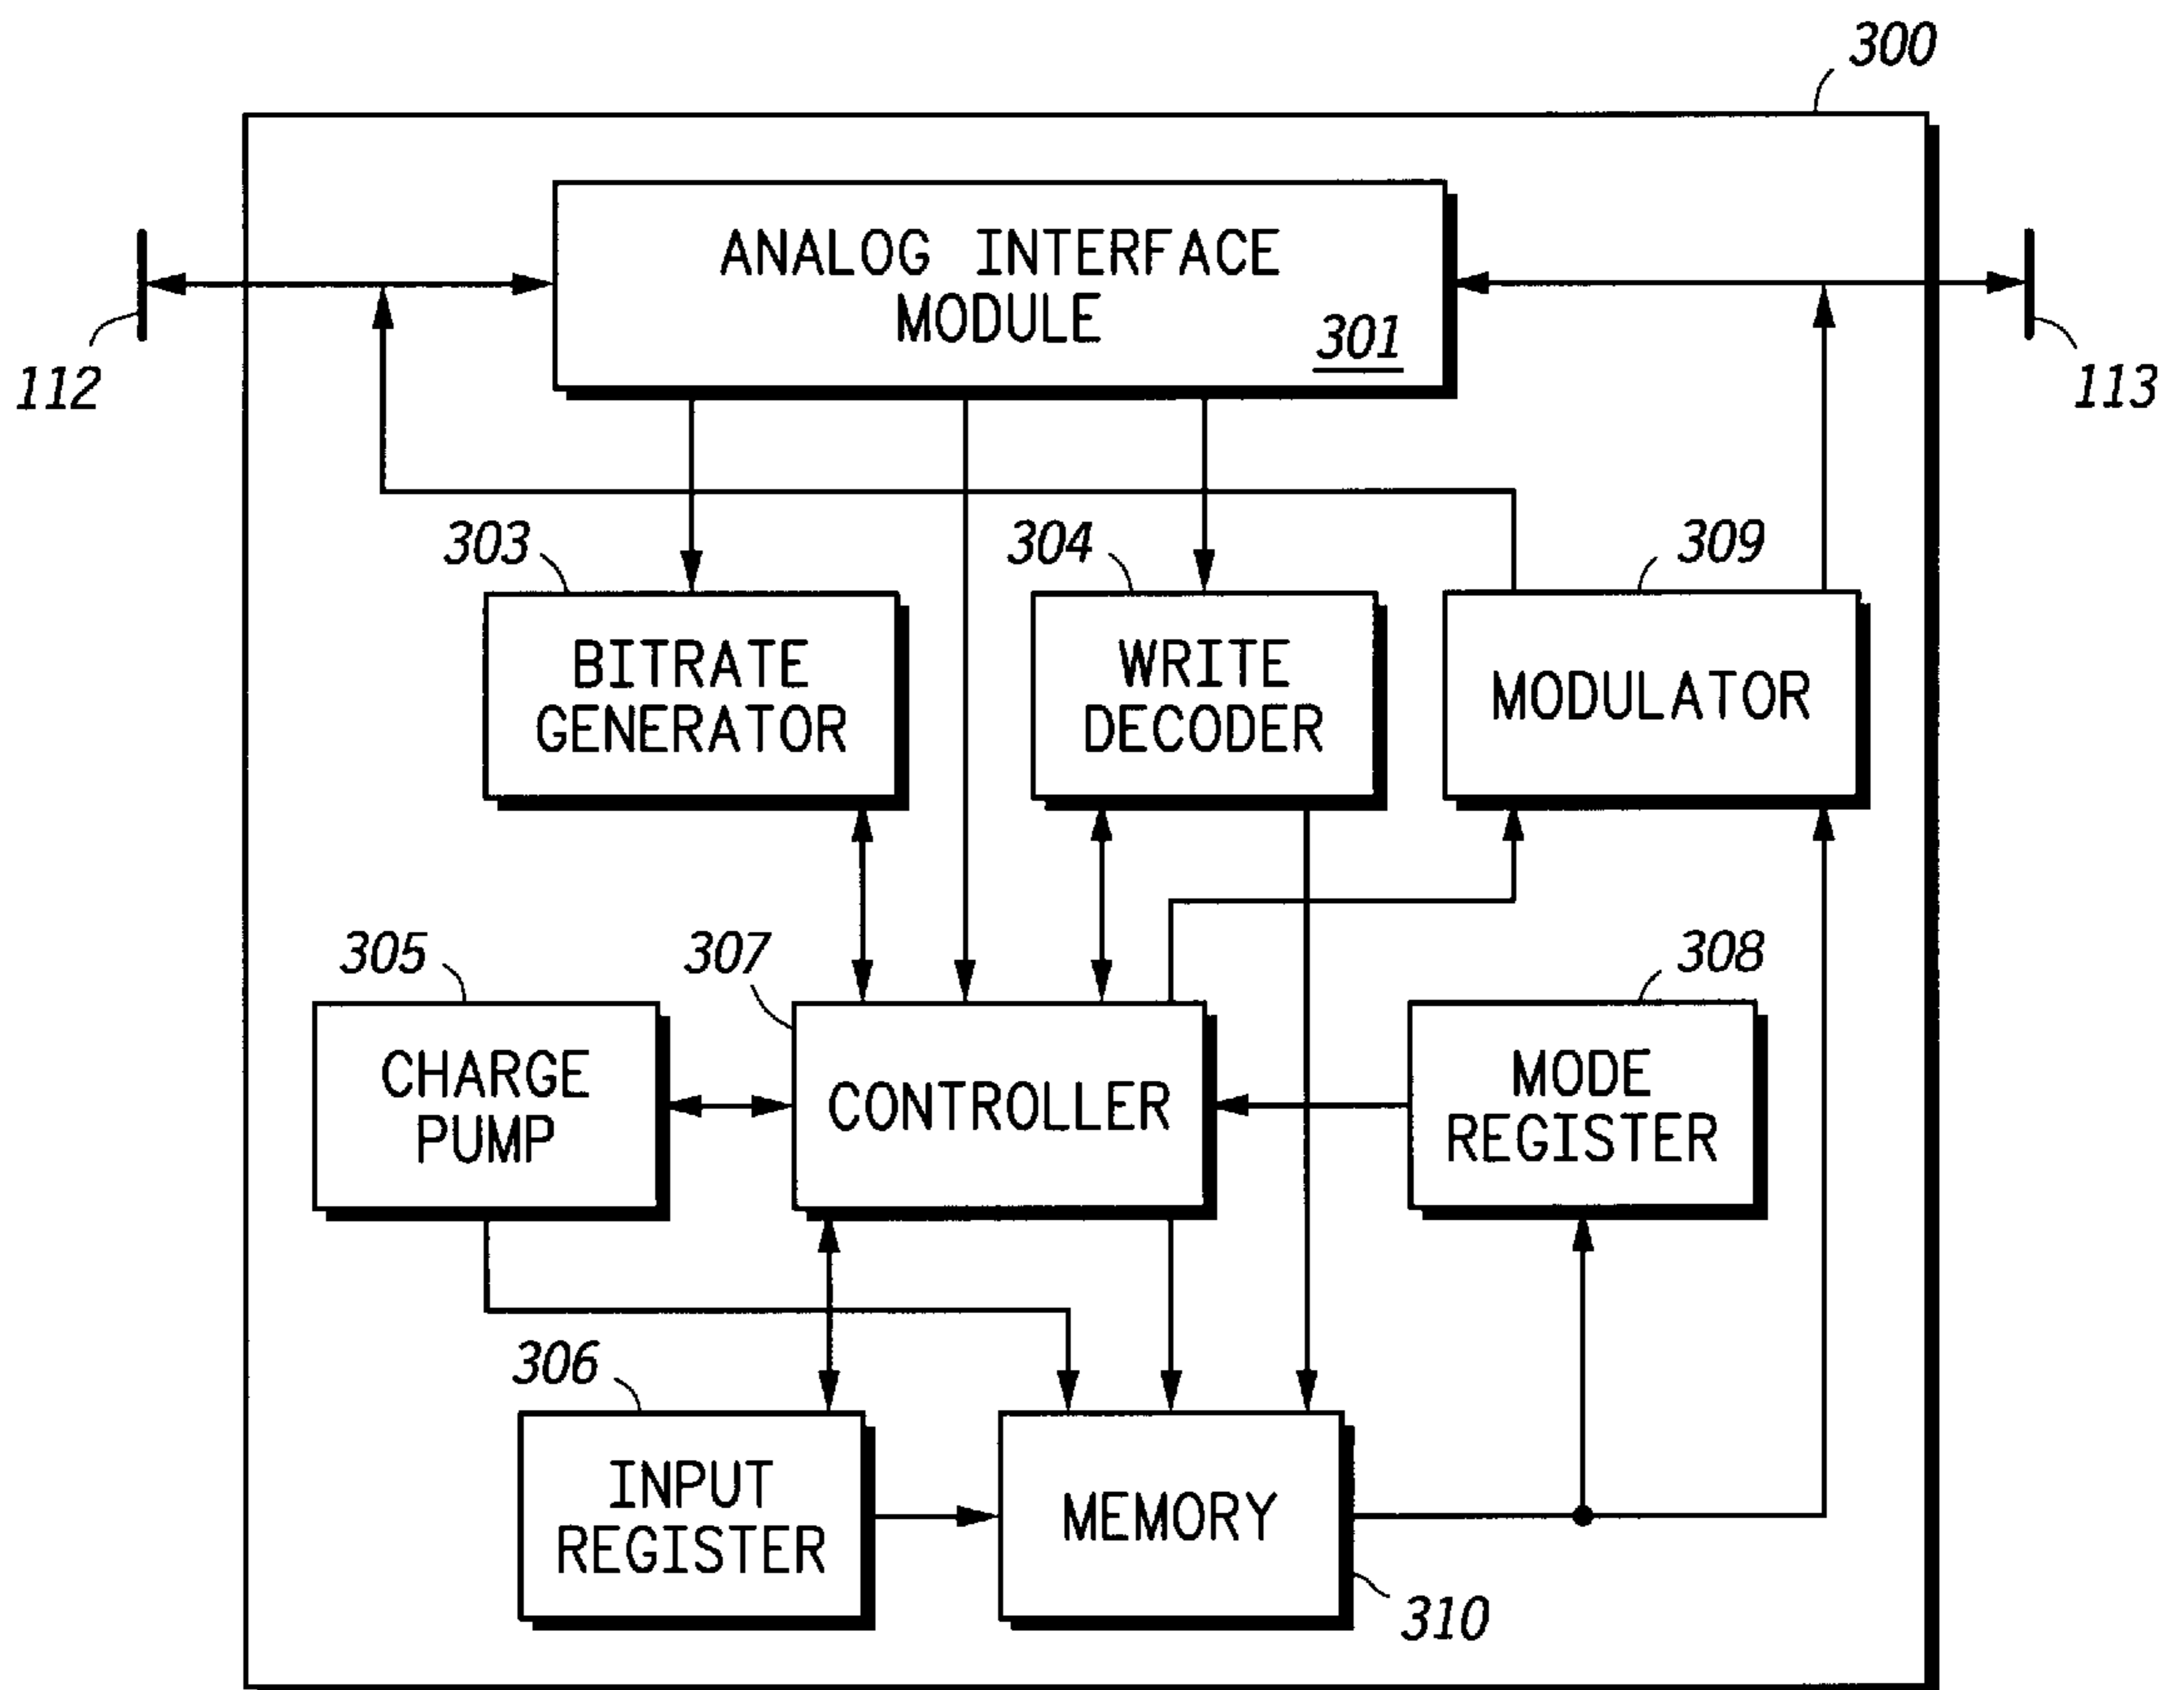 300
ANALOG INTERFACE
MODULE
301
112
113
303
304
309
BITRATE
GENERATOR
WRITE
DECODER
MODULATOR
305
307
308
CHARGE
PUMP
CONTROLLER
MODE
REGISTER
306
INPUT
REGISTER
MEMORY
310